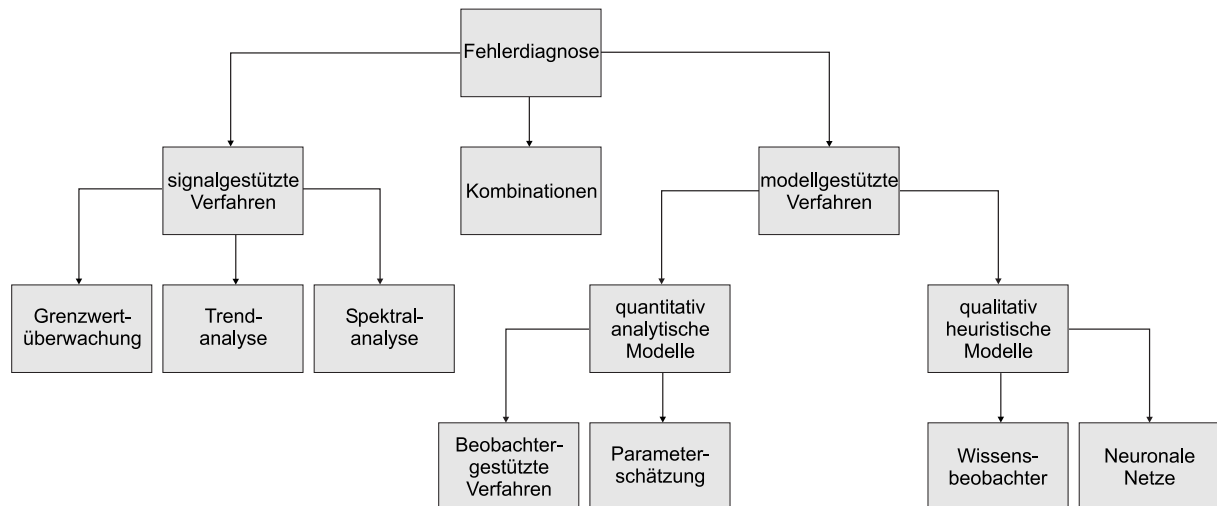 Fehlerdiagnose
signalgestützte
Verfahren
Kombinationen
modellgestützte
Verfahren
Grenzwert-
überwachung
Trend-
analyse
Spektral-
analyse
quantitativ
analytische
Modelle
qualitativ
heuristische
Modelle
Beobachter-
gestützte
Verfahren
Parameter-
schätzung
Wissens-
beobachter
Neuronale
Netze